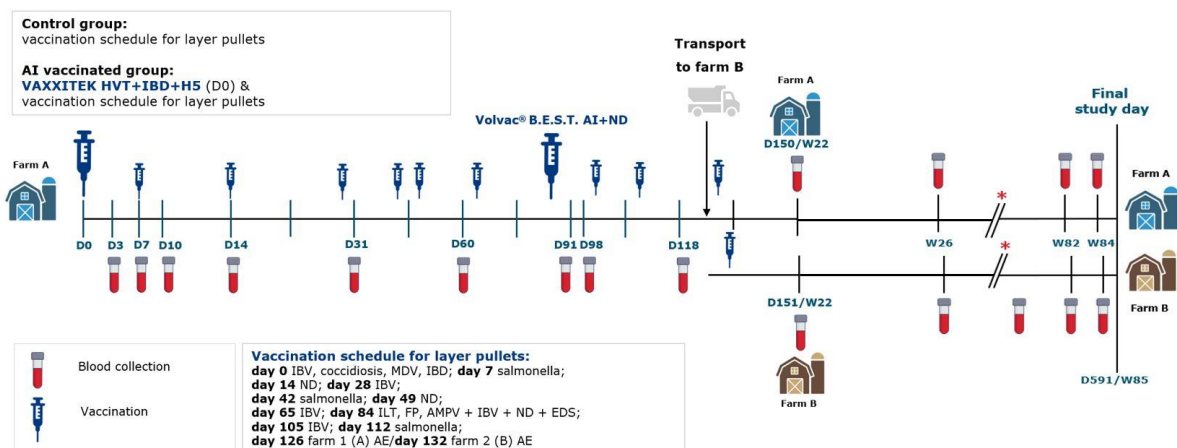 Control group:
vaccination schedule for layer pullets
AI vaccinated group:
VAXXITEK HVT+IBD+H5 (D0) &
vaccination schedule for layer pullets
Transport
to farm B
Farm A
Final
study day
Volvac® B.E.S.T. AI+ND
D150/W22
Farm A
Farm A
*
D0 D3 D7 D10 D14 D31 D60 D91 D98 D118 W26 W82 W84
*
D151/W22
Farm B
Farm B
D591/W85
Blood collection
Vaccination
Vaccination schedule for layer pullets:
day 0 IBV, coccidiosis, MDV, IBD; day 7 salmonella;
day 14 ND; day 28 IBV;
day 42 salmonella; day 49 ND;
day 65 IBV; day 84 ILT, FP, AMPV + IBV + ND + EDS;
day 105 IBV; day 112 salmonella;
day 126 farm 1 (A) AE/day 132 farm 2 (B) AE